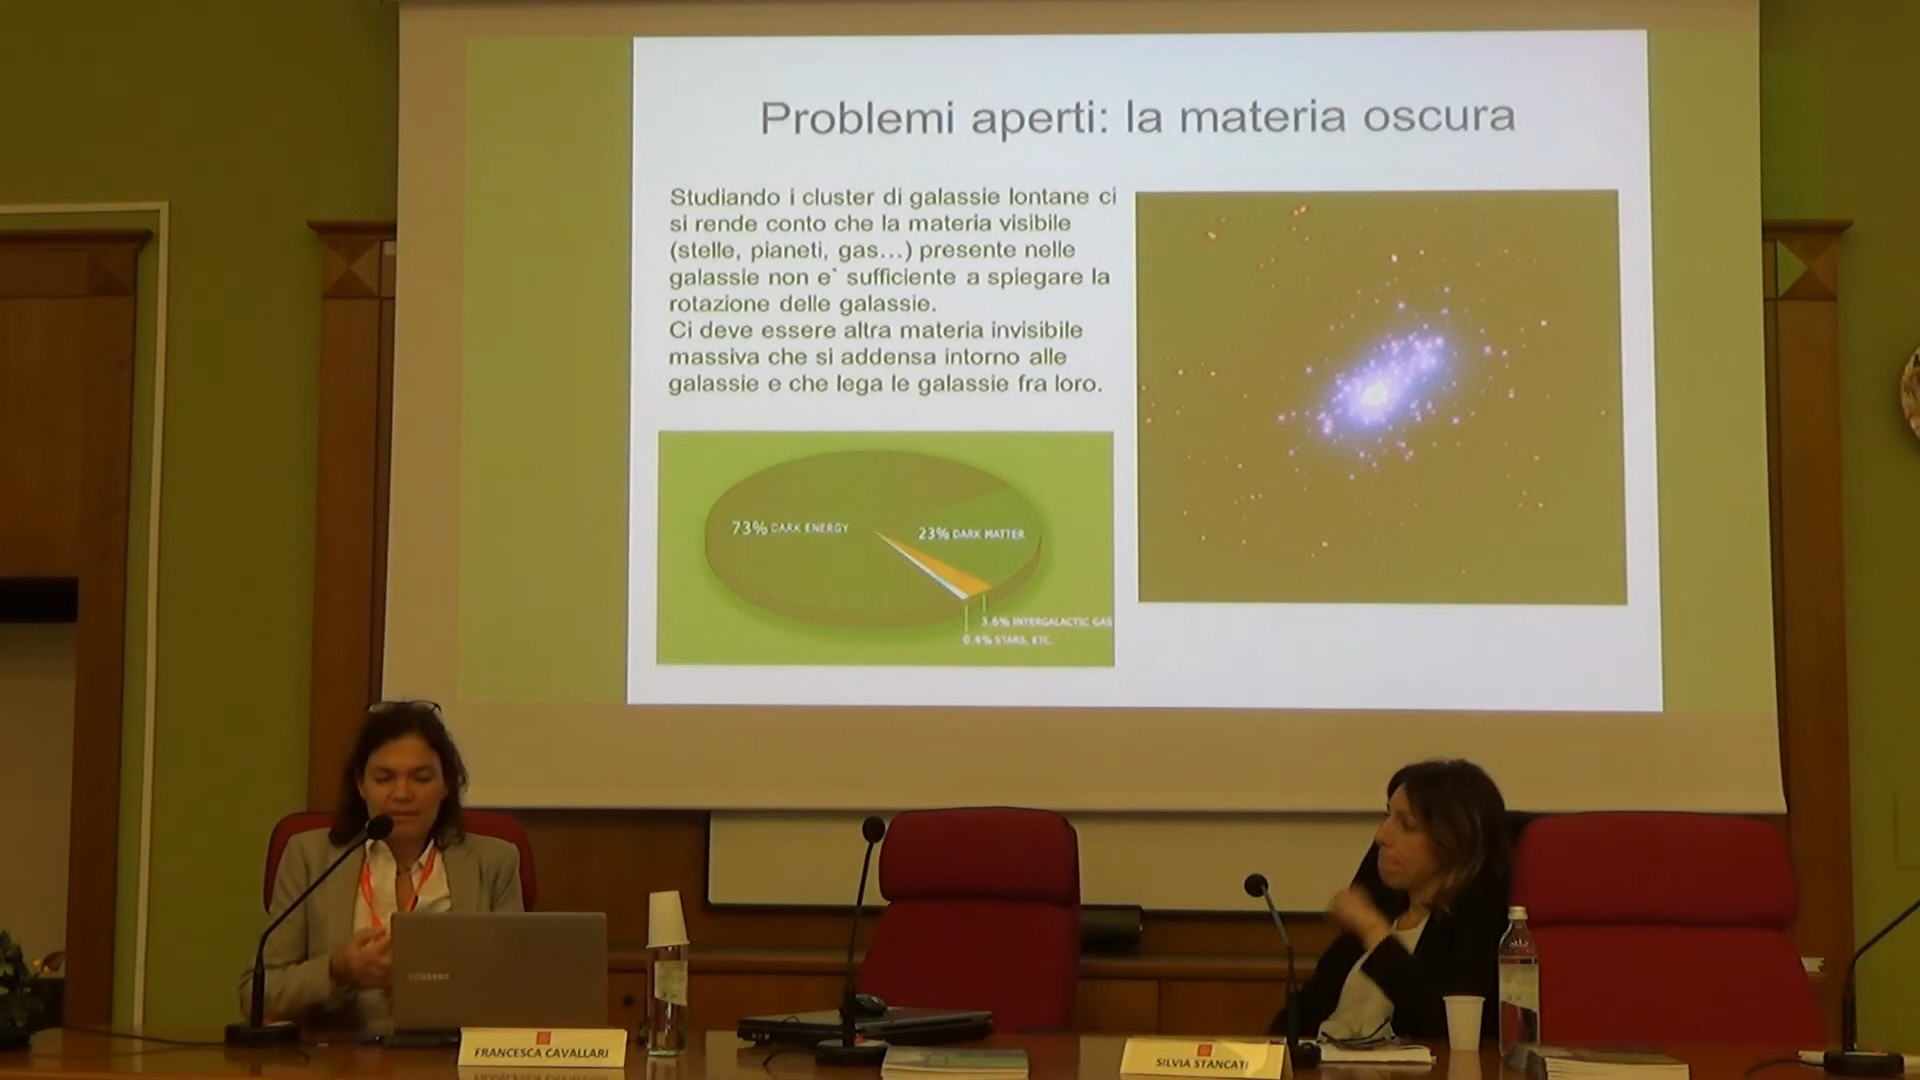 Problemi aperti: la materia oscura
Studiando i cluster di galassie lontane ci
si rende conto che la materia visibile
(stelle, pianeti, gas...) presente nelle
galassie non e` sufficiente a spiegare la
rotazione delle galassie.
Ci deve essere altra materia invisibile
massiva che si addensa intorno alle
galassie e che lega le galassie fra loro.
73% DARK ENERGY
23% DARK MATTER
3.6% INTERGALACTIC GAS
0.4% STARS, ETC.
SAMSUNG
FRANCESCA CAVALLARI
SILVIA STANCATI